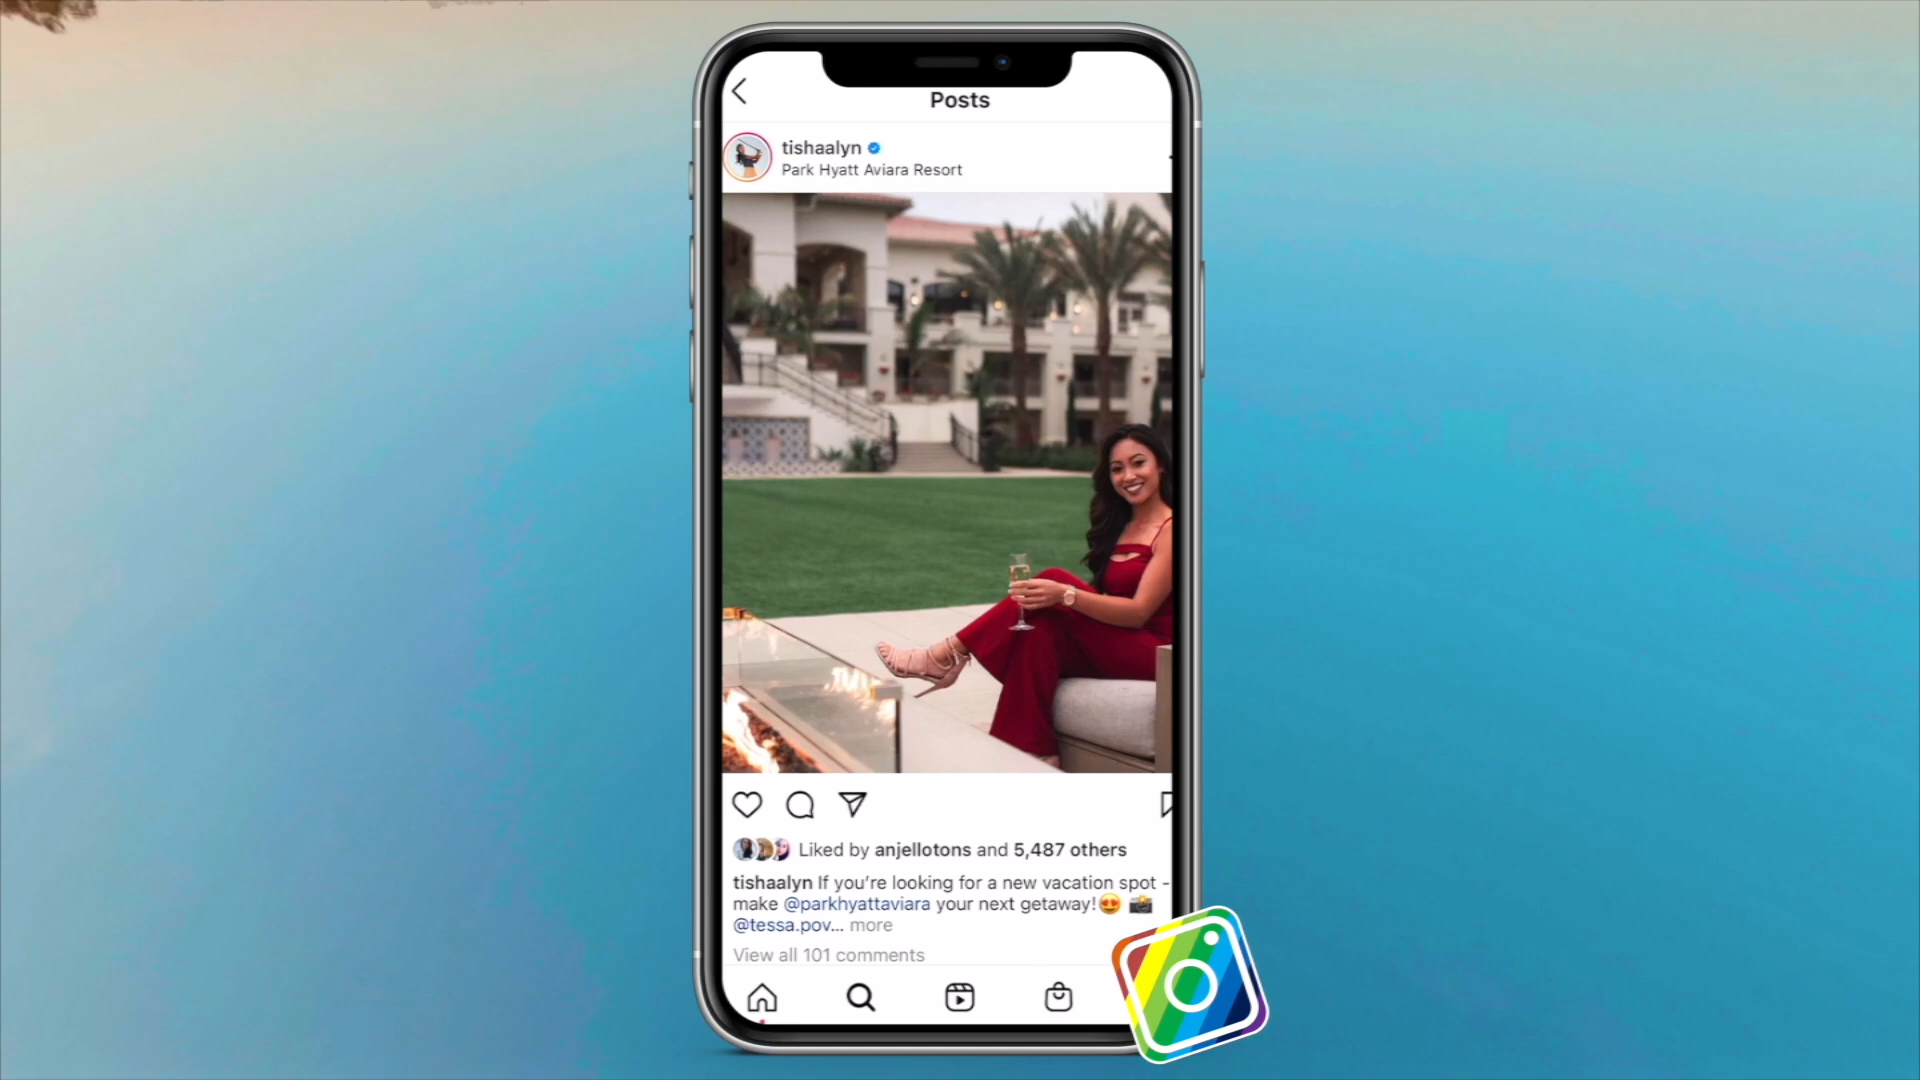 Posts
tishaalyn
Park Hyatt Aviara Resort
Liked by anjellotons and 5,487 others
tishaalyn If you're looking for a new vacation spot -
make @parkhyattaviara your next getaway!😍 📸
@tessa.pov... more
View all 101 comments